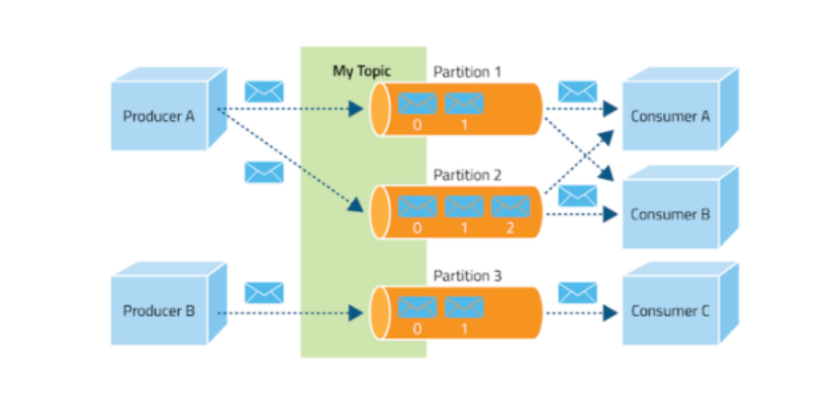 My Topic
Partition 1
Producer A
0 1
Consumer A
Partition 2
0 1 2
Consumer B
Partition 3
Producer B
0 1
Consumer C